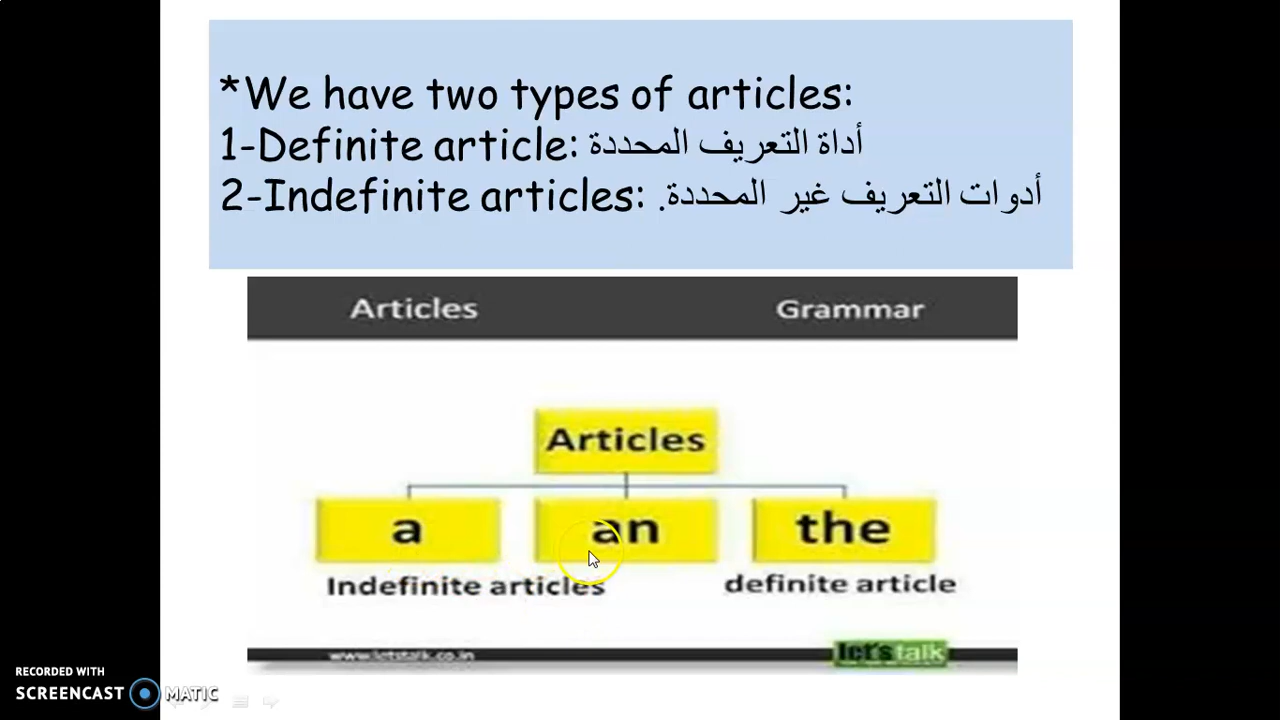 *We have two types of articles:
1-Definite article: أداة التعريف المحددة
2-Indefinite articles: أدوات التعريف غير المحددة.
Articles Grammar
Articles
a an the
Indefinite articles definite article
www.letstalk.co.in let's talk
RECORDED WITH
SCREENCAST MATIC